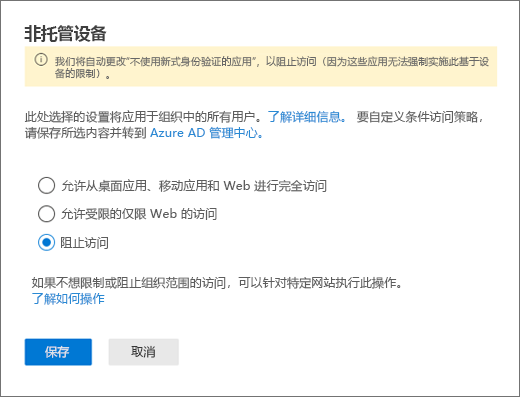 非托管设备
我们将自动更改“不使用新式身份验证的应用”，以阻止访问（因为这些应用无法强制实施此基于设
备的限制）。
此处选择的设置将应用于组织中的所有用户。了解详细信息。 要自定义条件访问策略，
请保存所选内容并转到 Azure AD 管理中心。
允许从桌面应用、移动应用和 Web 进行完全访问
允许受限的仅限 Web 的访问
阻止访问
如果不想限制或阻止组织范围的访问，可以针对特定网站执行此操作。
了解如何操作
保存 取消